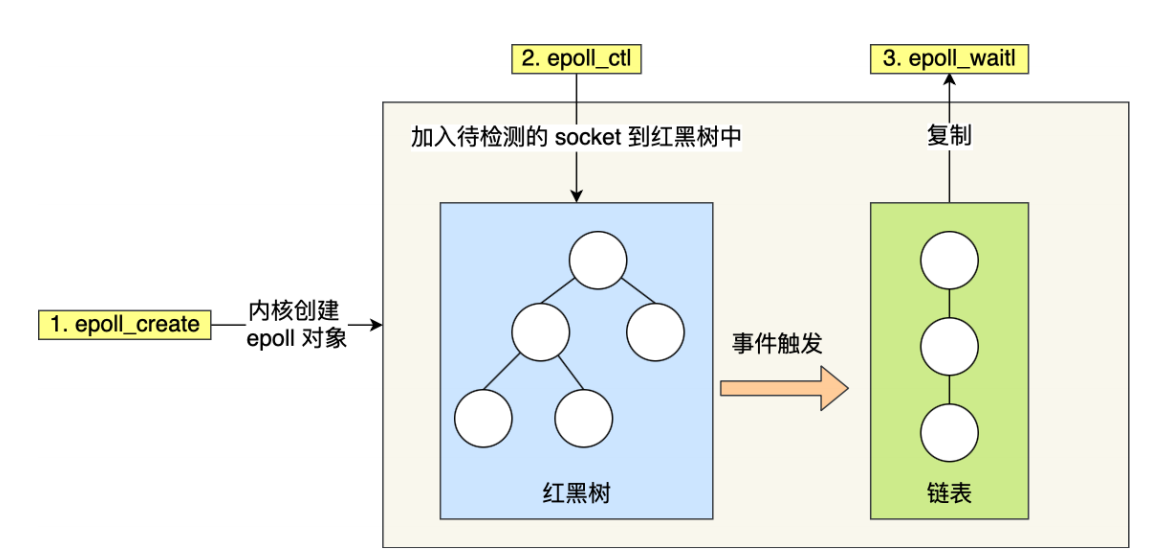 2. epoll_ctl
3. epoll_waitl
加入待检测的 socket 到红黑树中
复制
1. epoll_create
内核创建
epoll 对象
事件触发
红黑树
链表